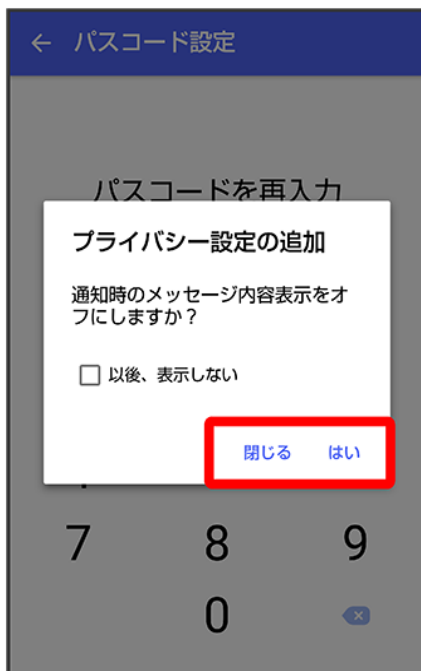 ← パスコード設定
パスコードを再入力
プライバシー設定の追加
通知時のメッセージ内容表示をオ
フにしますか？
以後、表示しない
閉じる はい
7 8 9
0